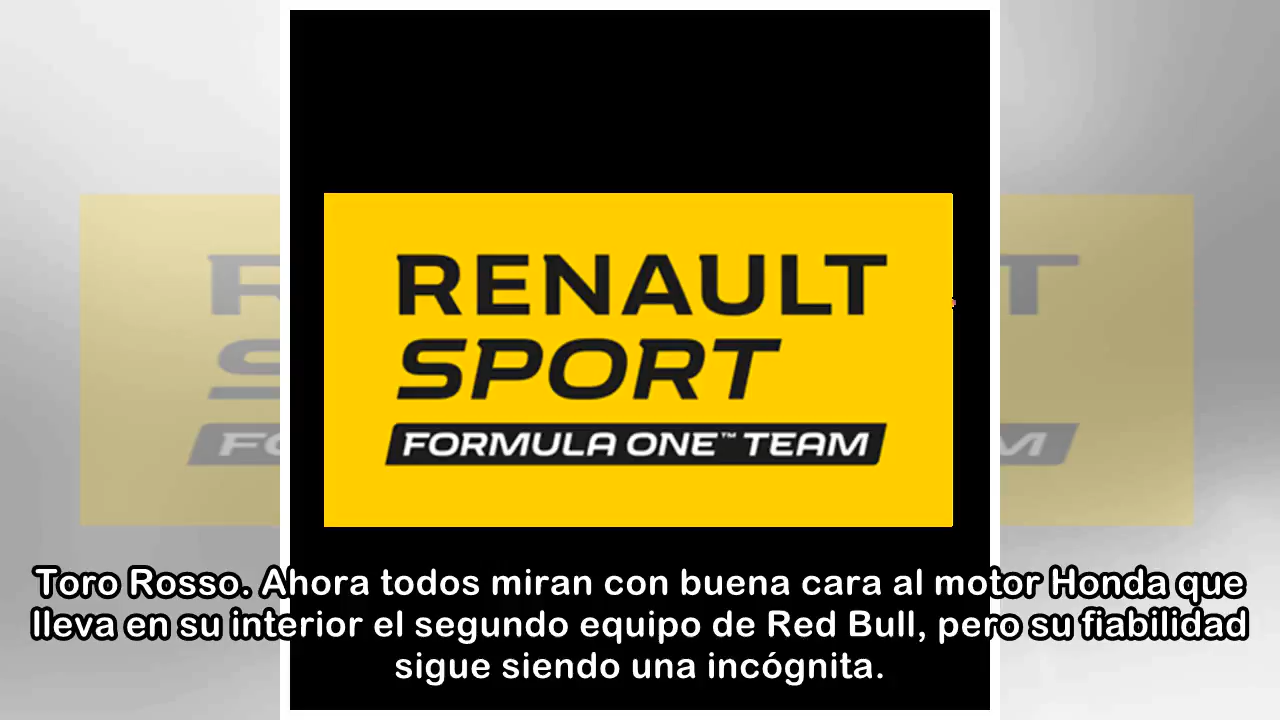 RENAULT
SPORT
FORMULA ONE™ TEAM
Toro Rosso. Ahora todos miran con buena cara al motor Honda que
lleva en su interior el segundo equipo de Red Bull, pero su fiabilidad
sigue siendo una incógnita.